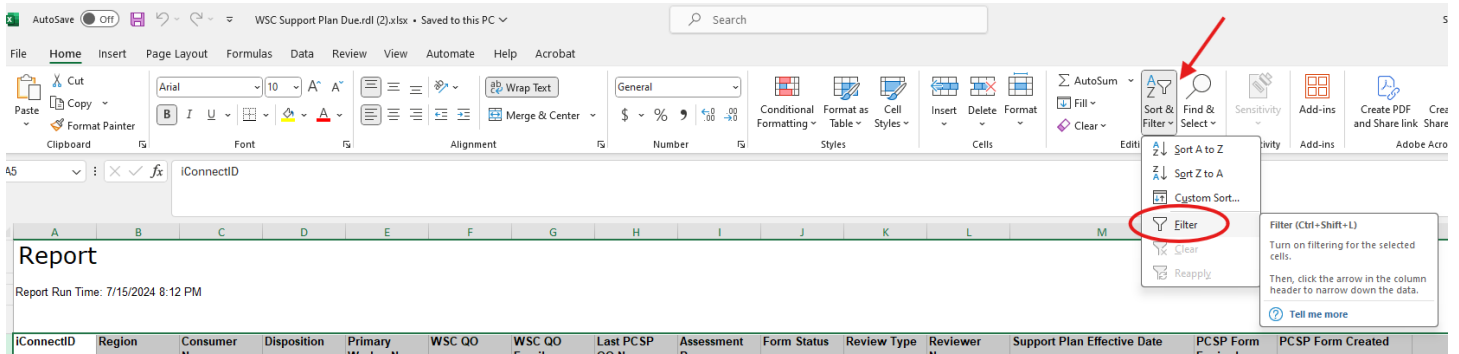 AutoSave Off WSC Support Plan Due.rdl (2).xlsx • Saved to this PC Search
File Home Insert Page Layout Formulas Data Review View Automate Help Acrobat
Cut Arial 10 A A ab Wrap Text General AutoSum
Paste Copy Fill Sort & Find & Sensitivity Add-ins Create PDF
Format Painter B I U A Merge & Center $ % 9 Conditional Format as Cell Insert Delete Format Clear Filter Select and Share link Share
Formatting Table Styles
Clipboard Font Alignment Number Styles Cells Editi ivity Add-ins Adobe Acro
A5 fx iConnectID
Sort A to Z
Sort Z to A
Custom Sort...
Filter
Clear
Reapply
Filter (Ctrl+Shift+L)
Turn on filtering for the selected
cells.
Then, click the arrow in the column
header to narrow down the data.
Tell me more
A B C D E F G H I J K L M
Report
Report Run Time: 7/15/2024 8:12 PM
iConnectID Region Consumer Disposition Primary WSC QO WSC QO Last PCSP Assessment Form Status Review Type Reviewer Support Plan Effective Date PCSP Form PCSP Form Created